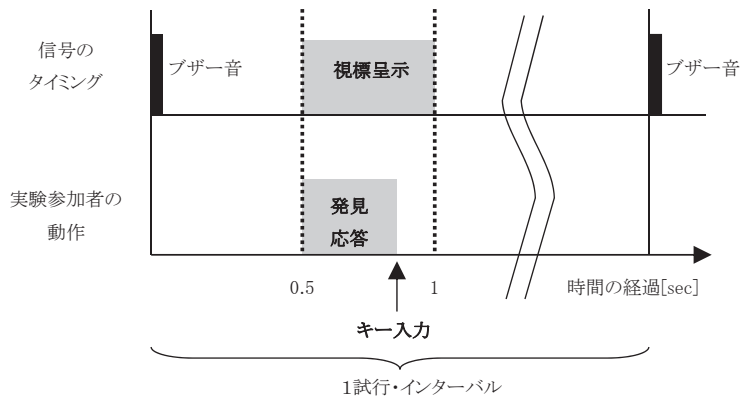 信号の
タイミング
ブザー音
視標呈示
ブザー音
実験参加者の
動作
発見
応答
0.5
1
時間の経過[sec]
キー入力
1試行・インターバル